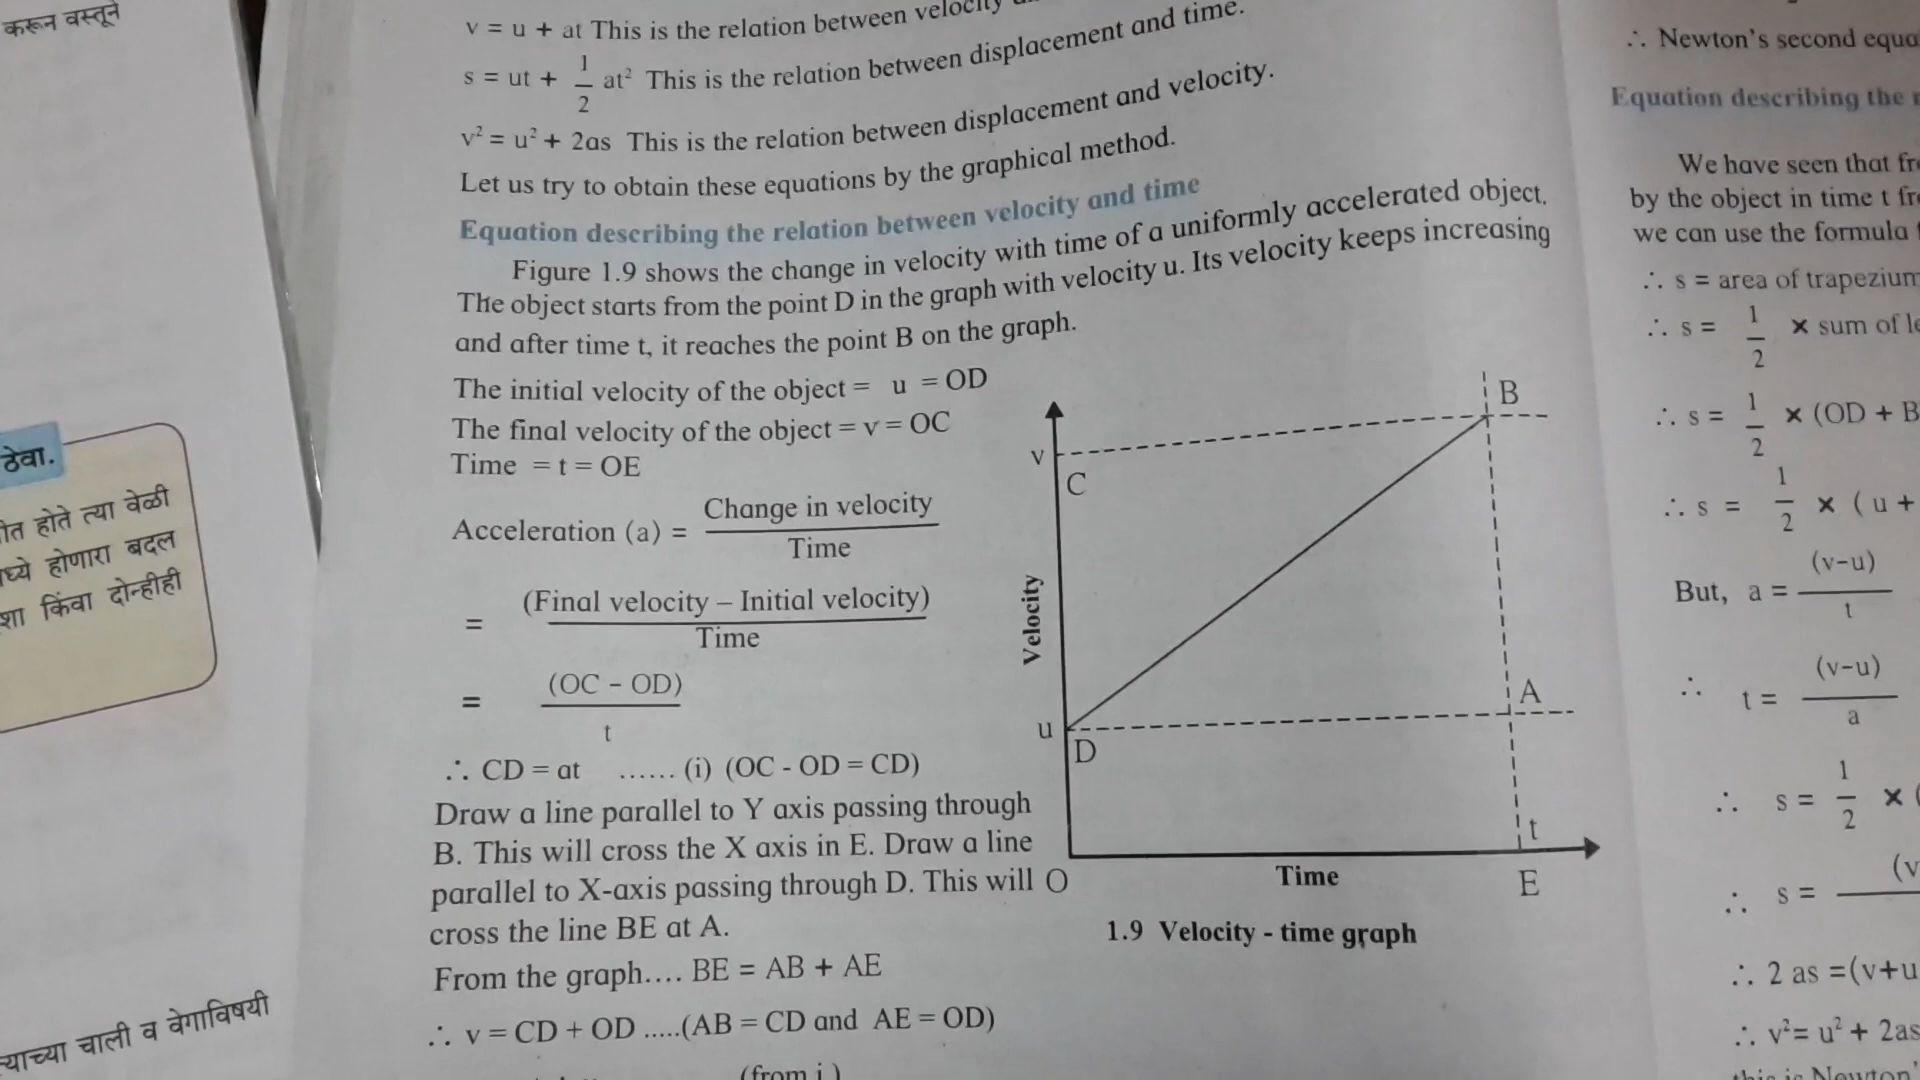 करून वस्तूने
ठेवा.
होते त्या वेळी
होणारा बदल
किंवा दोन्हीही
चाली व वेगाविषयी
v = u + at This is the relation between velocity
s = ut + 1/2 at² This is the relation between displacement and time.
v² = u² + 2as This is the relation between displacement and velocity.
Let us try to obtain these equations by the graphical method.
Equation describing the relation between velocity and time
Figure 1.9 shows the change in velocity with time of a uniformly accelerated object.
The object starts from the point D in the graph with velocity u. Its velocity keeps increasing
and after time t, it reaches the point B on the graph.
The initial velocity of the object = u = OD
The final velocity of the object = v = OC
Time = t = OE
Acceleration (a) = Change in velocity
Time
= (Final velocity – Initial velocity)
Time
= (OC - OD)
t
∴ CD = at ...... (i) (OC - OD = CD)
Draw a line parallel to Y axis passing through
B. This will cross the X axis in E. Draw a line
parallel to X-axis passing through D. This will
cross the line BE at A.
From the graph.... BE = AB + AE
∴ v = CD + OD .....(AB = CD and AE = OD)
(from i )
B
v
C
Velocity
A
u
D
t
O
Time
E
1.9 Velocity - time graph
∴ Newton's second
Equation describing the
We have seen that
by the object in time t
we can use the formula
∴ s = area of trapezium
∴ s = 1/2 × sum of
∴ s = 1/2 × (OD +
∴ s = 1/2 × ( u +
But, a = (v-u)
t
∴ t = (v-u)
a
∴ s = 1/2 ×
∴ s =
∴ 2 as =(v+u
∴ v²= u² + 2as
this is Newton'